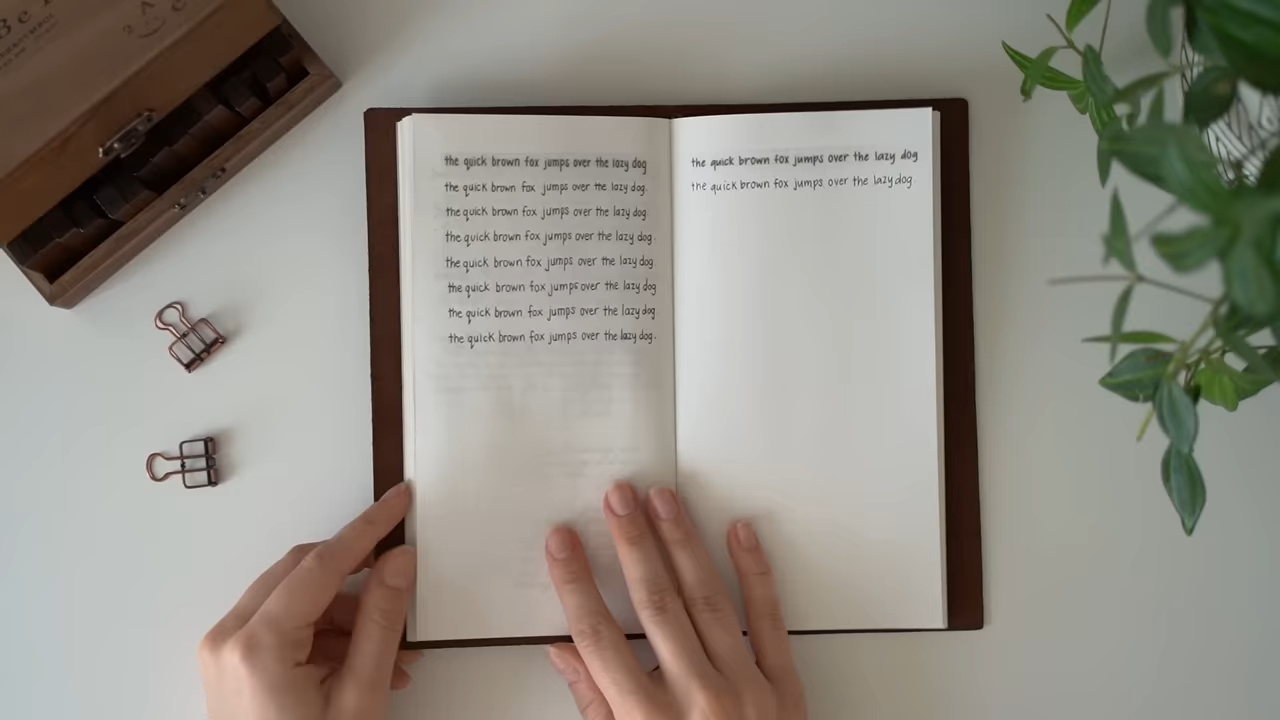 the quick brown fox jumps over the lazy dog
the quick brown fox jumps over the lazy dog.
the quick brown fox jumps over the lazy dog.
the quick brown fox jumps over the lazy dog.
the quick brown fox jumps over the lazy dog.
the quick brown fox jumps over the lazy dog
the quick brown fox jumps over the lazy dog.
the quick brown fox jumps over the lazy dog.
the quick brown fox jumps over the lazy dog
the quick brown fox jumps over the lazy dog.